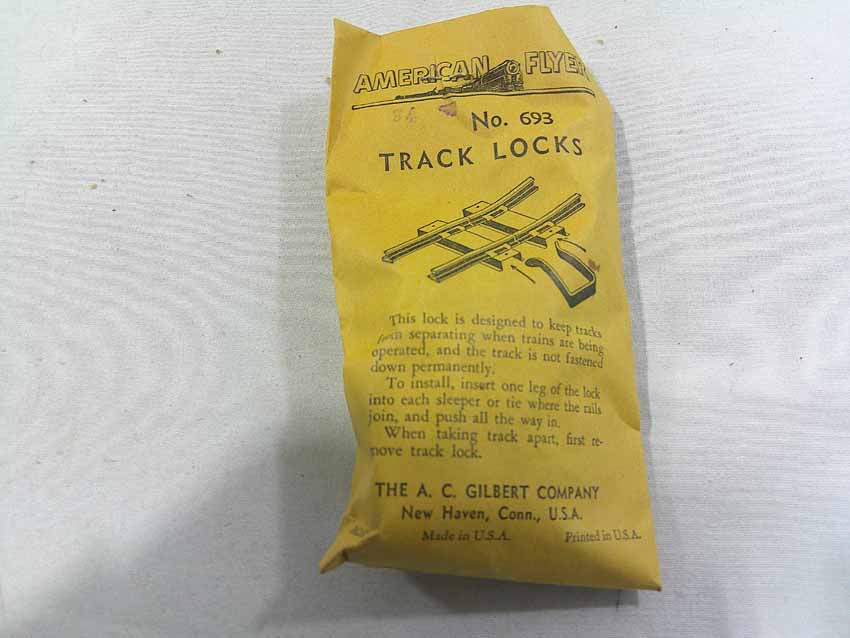 AMERICAN FLYER
No. 693
TRACK LOCKS
This lock is designed to keep tracks
from separating when trains are being
operated, and the track is not fastened
down permanently.
To install, insert one leg of the lock
into each sleeper or tie where the rails
join, and push all the way in.
When taking track apart, first re-
move track lock.
THE A. C. GILBERT COMPANY
New Haven, Conn., U.S.A.
Made in U.S.A. Printed in U.S.A.